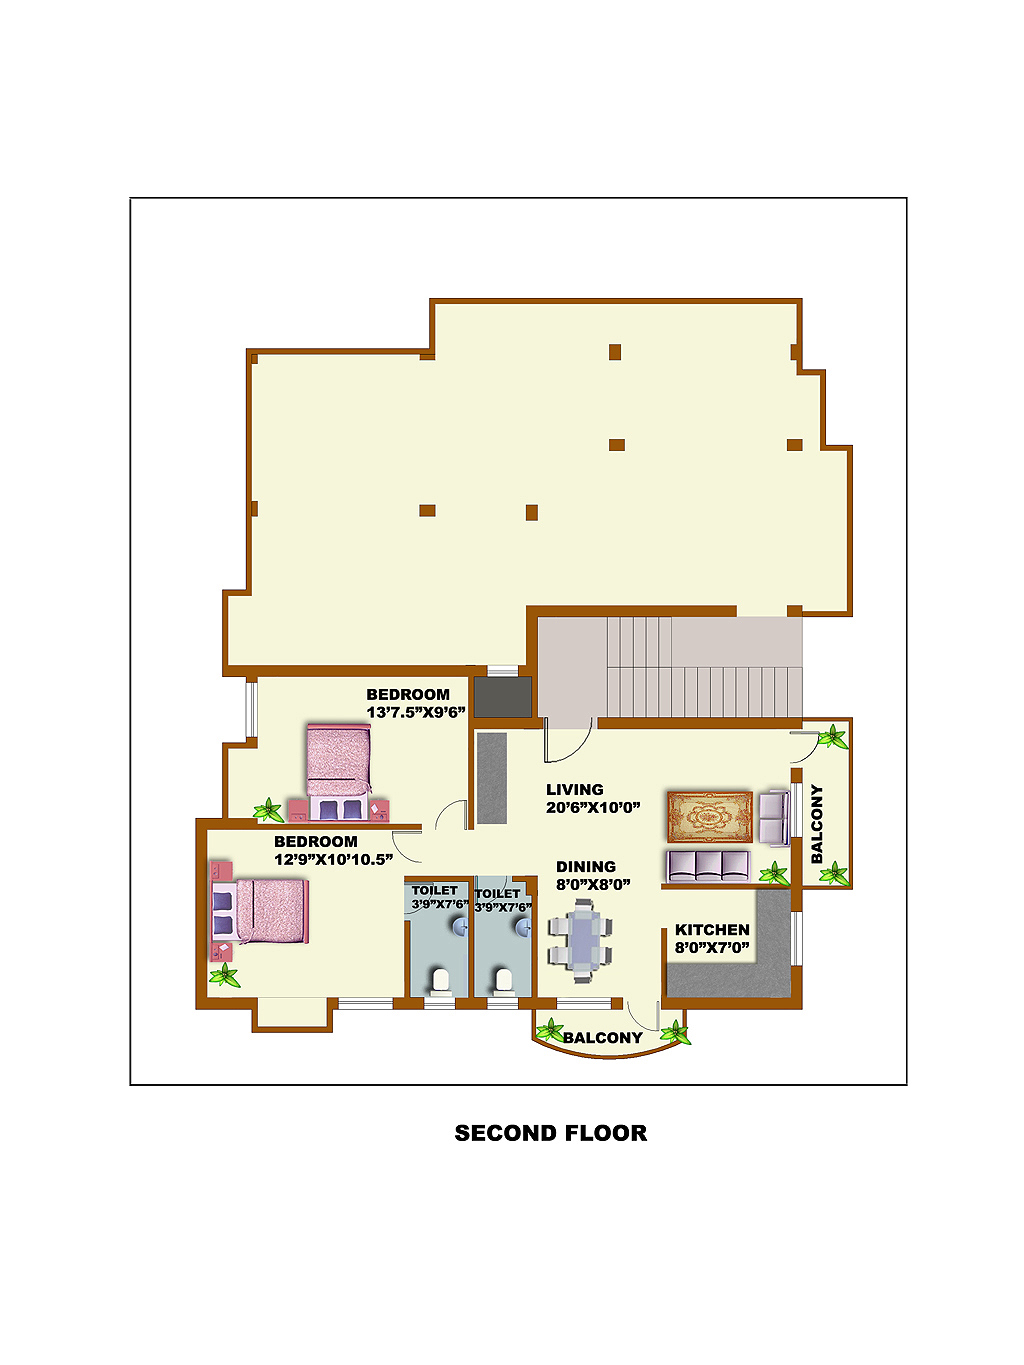 BEDROOM
13’7.5”X9’6”
LIVING
20’6”X10’0”
BALCONY
BEDROOM
12’9”X10’10.5”
DINING
8’0”X8’0”
TOILET
3’9”X7’6”
TOILET
3’9”X7’6”
KITCHEN
8’0”X7’0”
BALCONY
SECOND FLOOR